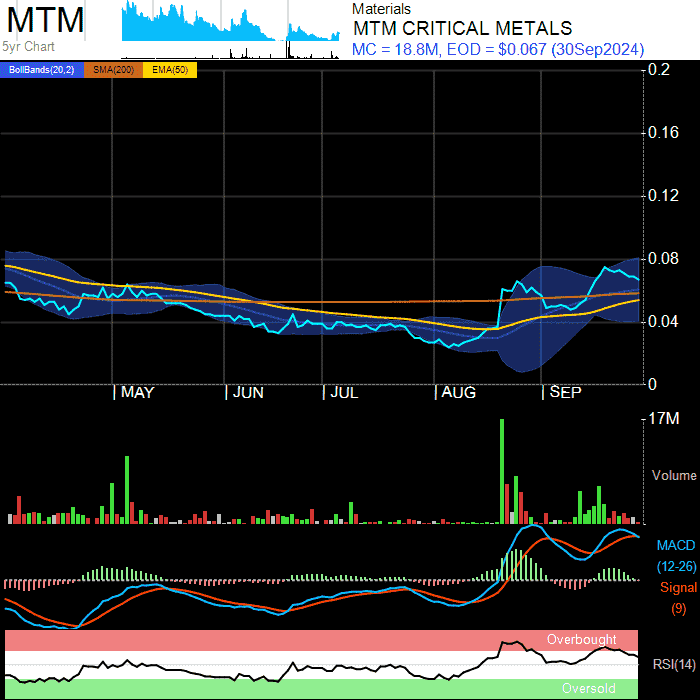 MTM
5yr Chart
Materials
MTM CRITICAL METALS
MC = 18.8M, EOD = $0.067 (30Sep2024)
BollBands(20,2) SMA(200) EMA(50)
0.2
0.16
0.12
0.08
0.04
0
MAY JUN JUL AUG SEP
17M
Volume
MACD
(12-26)
Signal
(9)
Overbought
RSI(14)
Oversold